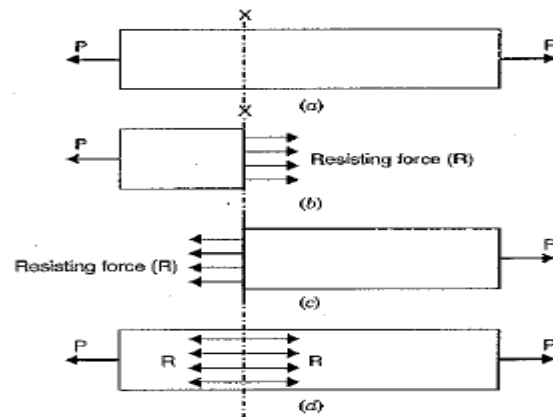 X
P P
(a)
X
P Resisting force (R)
(b)
Resisting force (R) P
(c)
P R R P
(d)